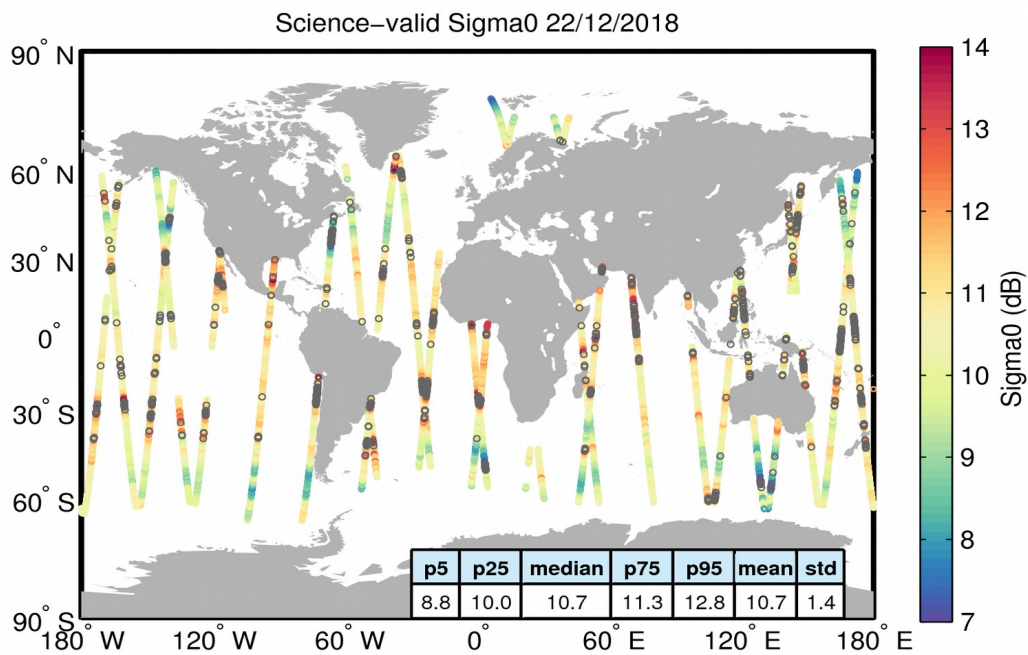 Science−valid Sigma0 22/12/2018
90° N
60° N
30° N
0°
30° S
60° S
90° S
180° W
120° W
60° W
0°
60° E
120° E
180° E
p5 p25 median p75 p95 mean std
8.8 10.0 10.7 11.3 12.8 10.7 1.4
14
13
12
11
10
9
8
7
Sigma0 (dB)